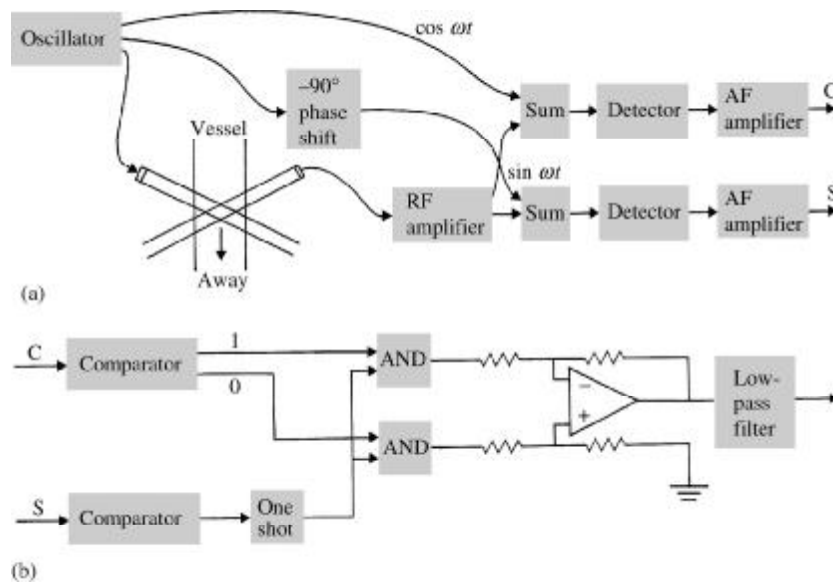 cos ωt
Oscillator
C
–90°
phase
shift
Sum
Detector
AF
amplifier
Vessel
sin ωt
S
RF
amplifier
Sum
Detector
AF
amplifier
Away
(a)
C
Comparator
1
0
AND
–
+
Low-
pass
filter
AND
S
Comparator
One
shot
(b)